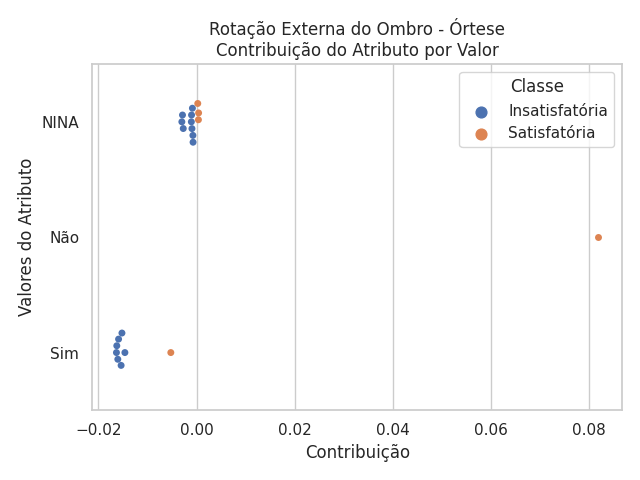 Rotação Externa do Ombro - Órtese
Contribuição do Atributo por Valor
Classe
Insatisfatória
Satisfatória
Valores do Atributo
NINA
Não
Sim
−0.02 0.00 0.02 0.04 0.06 0.08
Contribuição